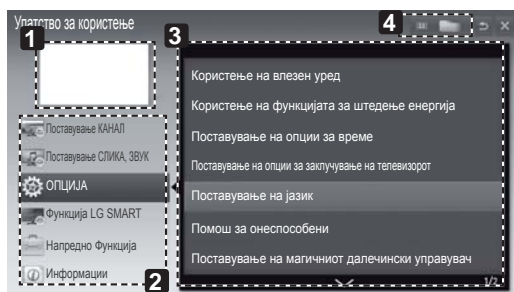 Упатство за користење
4
1
3
Користење на влезен уред
Користење на функцијата за штедење енергија
Поставување на опции за време
Поставување на опции за заклучување на телевизорот
Поставување на јазик
Помош за онеспособени
Поставување на магичниот далечински управувач
1/2
Поставување КАНАЛ
Поставување СЛИКА, ЗВУК
ОПЦИЈА
Функција LG SMART
Напредно Функција
Информации
2